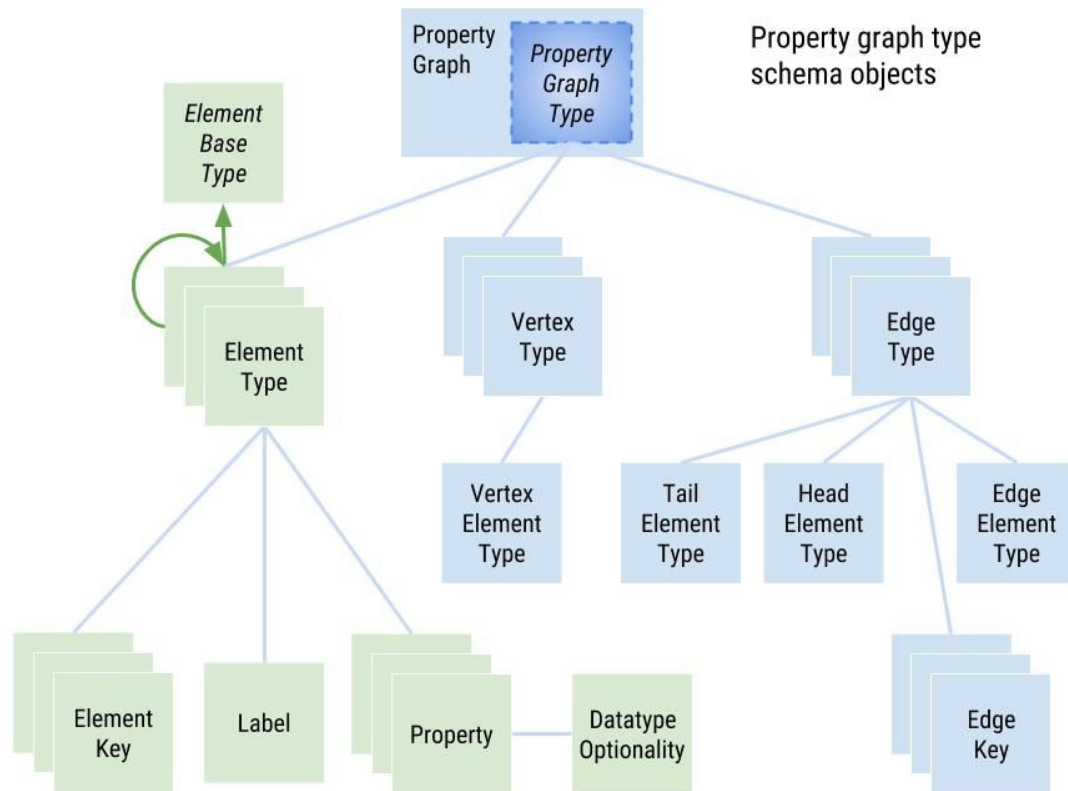 Property
Graph
Property
Graph
Type
Property graph type
schema objects
Element
Base
Type
Element
Type
Vertex
Type
Edge
Type
Vertex
Element
Type
Tail
Element
Type
Head
Element
Type
Edge
Element
Type
Element
Key
Label
Property
Datatype
Optionality
Edge
Key